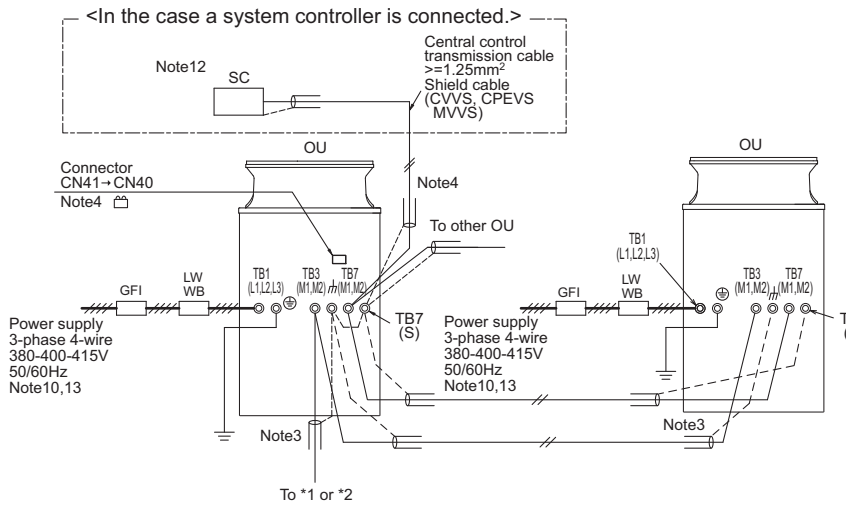 <In the case a system controller is connected.>
Note12
SC
Central control
transmission cable
>=1.25mm²
Shield cable
(CVVS, CPEVS
MVVS)
OU
OU
Connector
CN41→CN40
Note4
Note4
To other OU
TB1
(L1,L2,L3)
TB3
(M1,M2)
TB7
(M1,M2)
TB1
(L1,L2,L3)
TB3
(M1,M2)
TB7
(M1,M2)
GFI
LW
WB
GFI
LW
WB
TB7
(S)
Power supply
3-phase 4-wire
380-400-415V
50/60Hz
Note10,13
Power supply
3-phase 4-wire
380-400-415V
50/60Hz
Note10,13
Note3
Note3
To *1 or *2